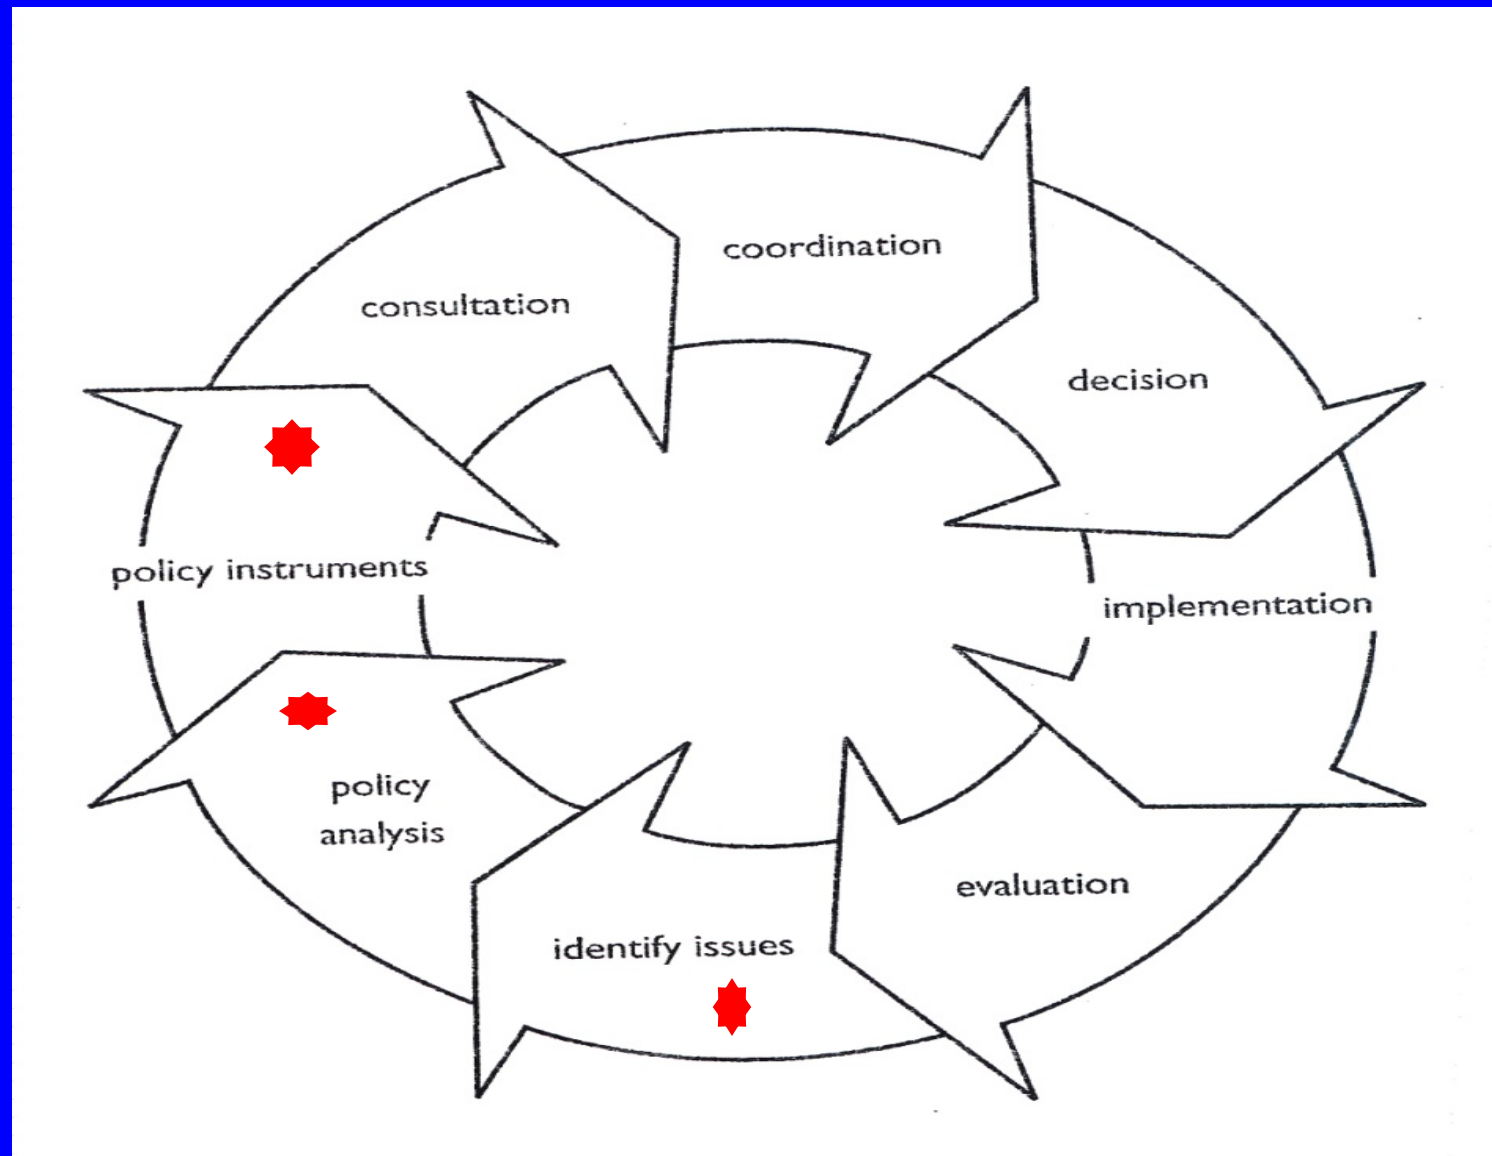 coordination
consultation
decision
policy instruments
implementation
policy
analysis
evaluation
identify issues